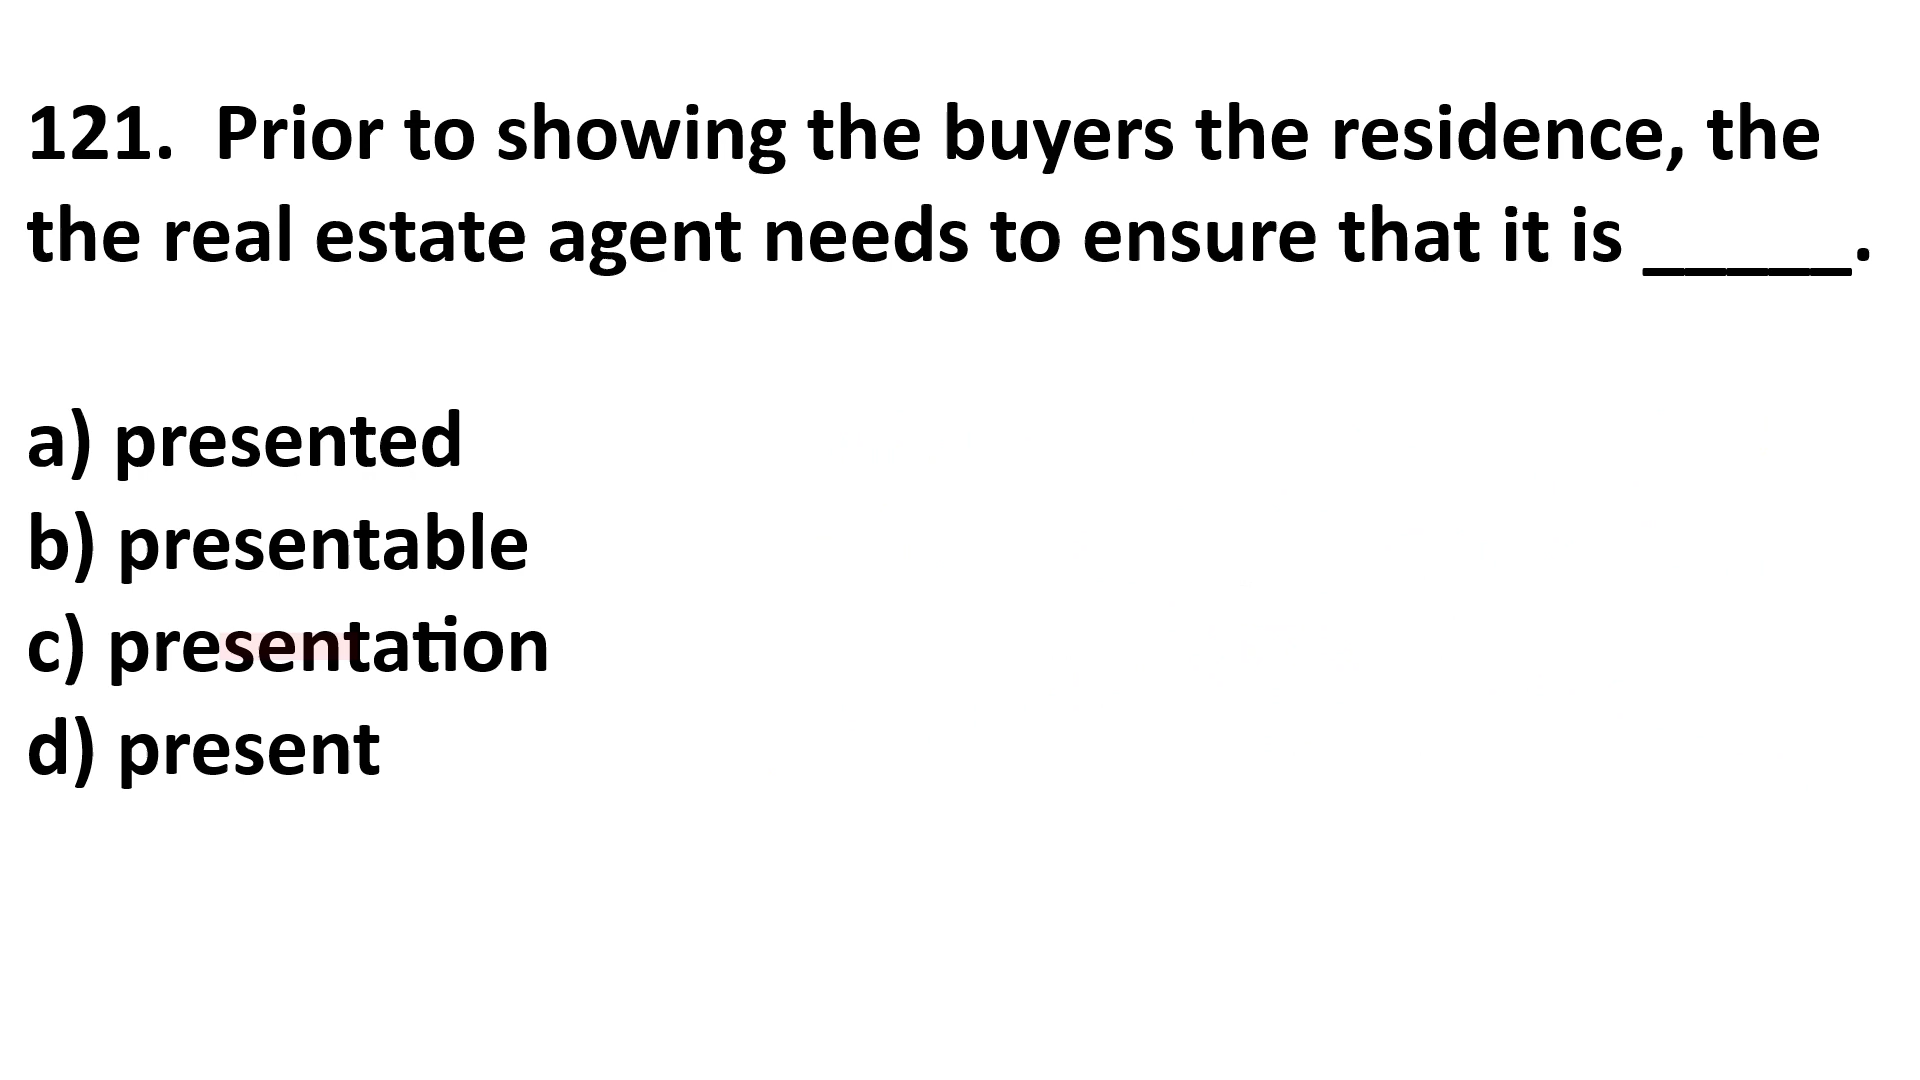 121.  Prior to showing the buyers the residence, the
the real estate agent needs to ensure that it is _____.
a) presented
b) presentable
c) presentation
d) present